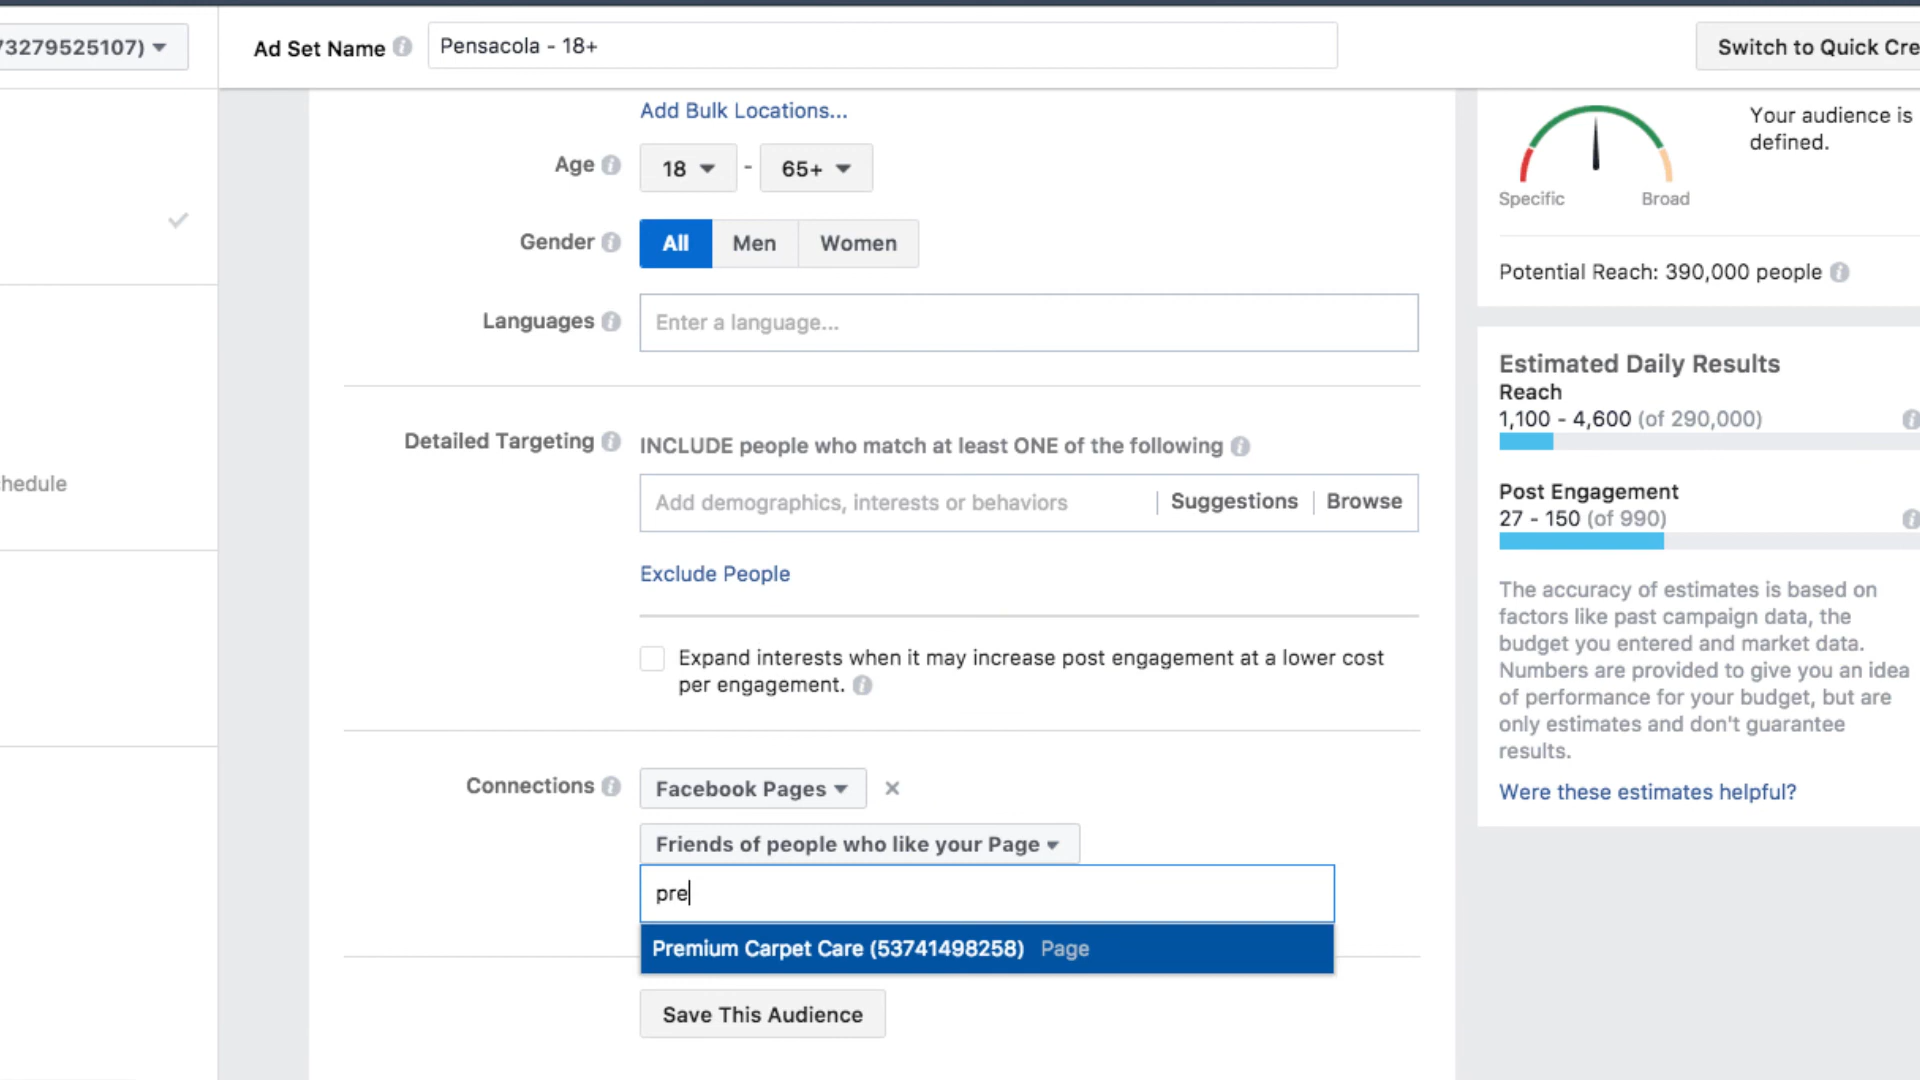 73279525107)
Ad Set Name
Pensacola - 18+
Switch to Quick Cre
Add Bulk Locations...
Age
18
-
65+
Gender
All
Men
Women
Languages
Enter a language...
Detailed Targeting
INCLUDE people who match at least ONE of the following
Add demographics, interests or behaviors
Suggestions
Browse
Exclude People
Expand interests when it may increase post engagement at a lower cost
per engagement.
Connections
Facebook Pages
Friends of people who like your Page
pre
Premium Carpet Care (53741498258) Page
Save This Audience
hedule
Your audience is
defined.
Specific
Broad
Potential Reach: 390,000 people
Estimated Daily Results
Reach
1,100 - 4,600 (of 290,000)
Post Engagement
27 - 150 (of 990)
The accuracy of estimates is based on
factors like past campaign data, the
budget you entered and market data.
Numbers are provided to give you an idea
of performance for your budget, but are
only estimates and don't guarantee
results.
Were these estimates helpful?